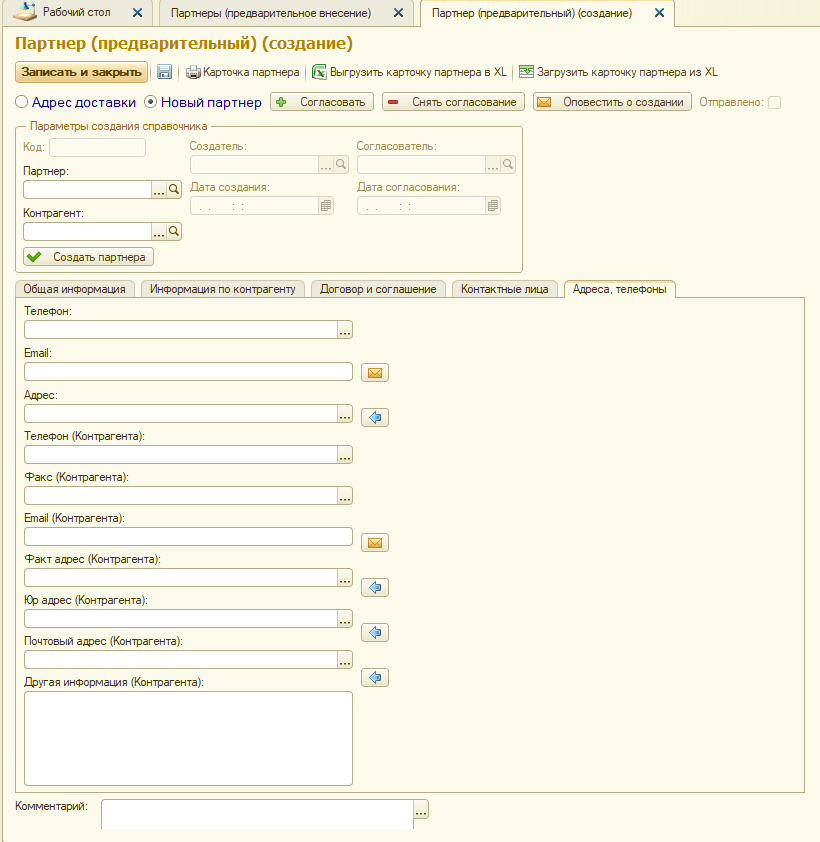 Рабочий стол
Партнеры (предварительное внесение)
Партнер (предварительный) (создание)
Партнер (предварительный) (создание)
Записать и закрыть
Карточка партнера
Выгрузить карточку партнера в XL
Загрузить карточку партнера из XL
Адрес доставки
Новый партнер
Согласовать
Снять согласование
Оповестить о создании
Отправлено:
Параметры создания справочника
Код:
Создатель:
Согласователь:
Партнер:
Дата создания:
Дата согласования:
Контрагент:
Создать партнера
Общая информация
Информация по контрагенту
Договор и соглашение
Контактные лица
Адреса, телефоны
Телефон:
Email:
Адрес:
Телефон (Контрагента):
Факс (Контрагента):
Email (Контрагента):
Факт адрес (Контрагента):
Юр адрес (Контрагента):
Почтовый адрес (Контрагента):
Другая информация (Контрагента):
Комментарий: